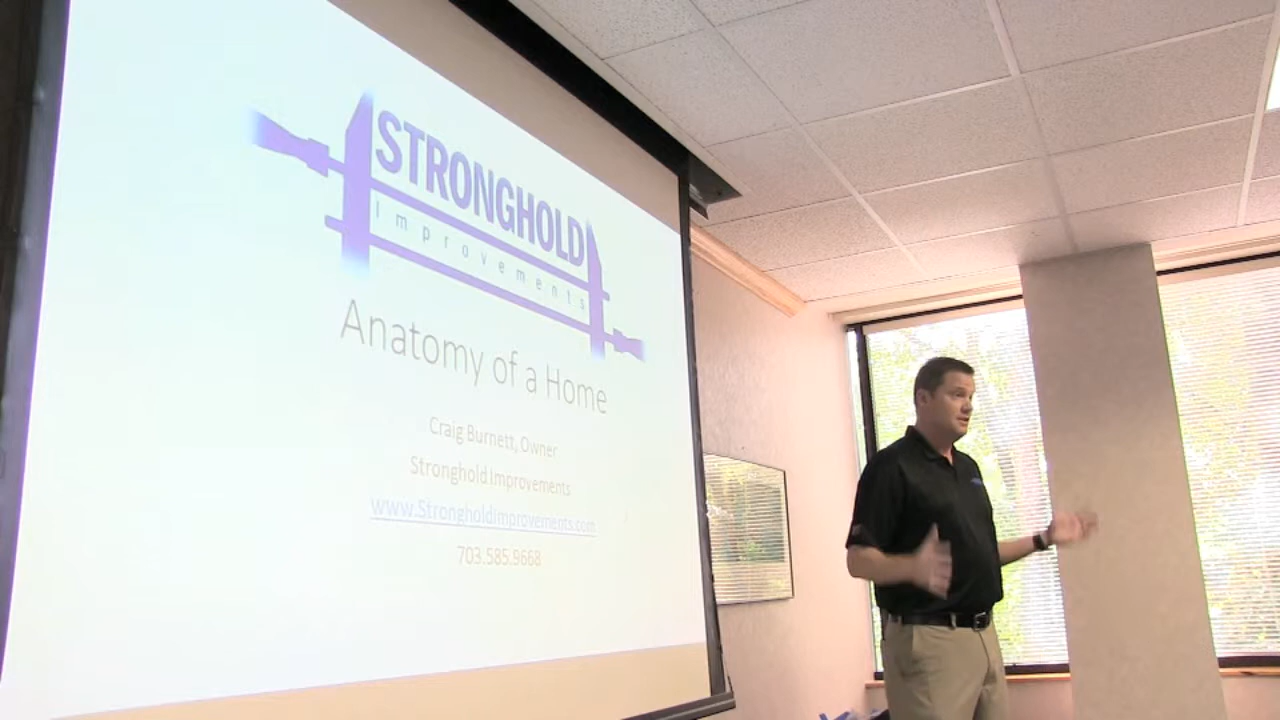 STRONGHOLD
Improvements
Anatomy of a Home
Craig Burnett, Owner
Stronghold Improvements
www.StrongholdImprovements.com
703.585.9668